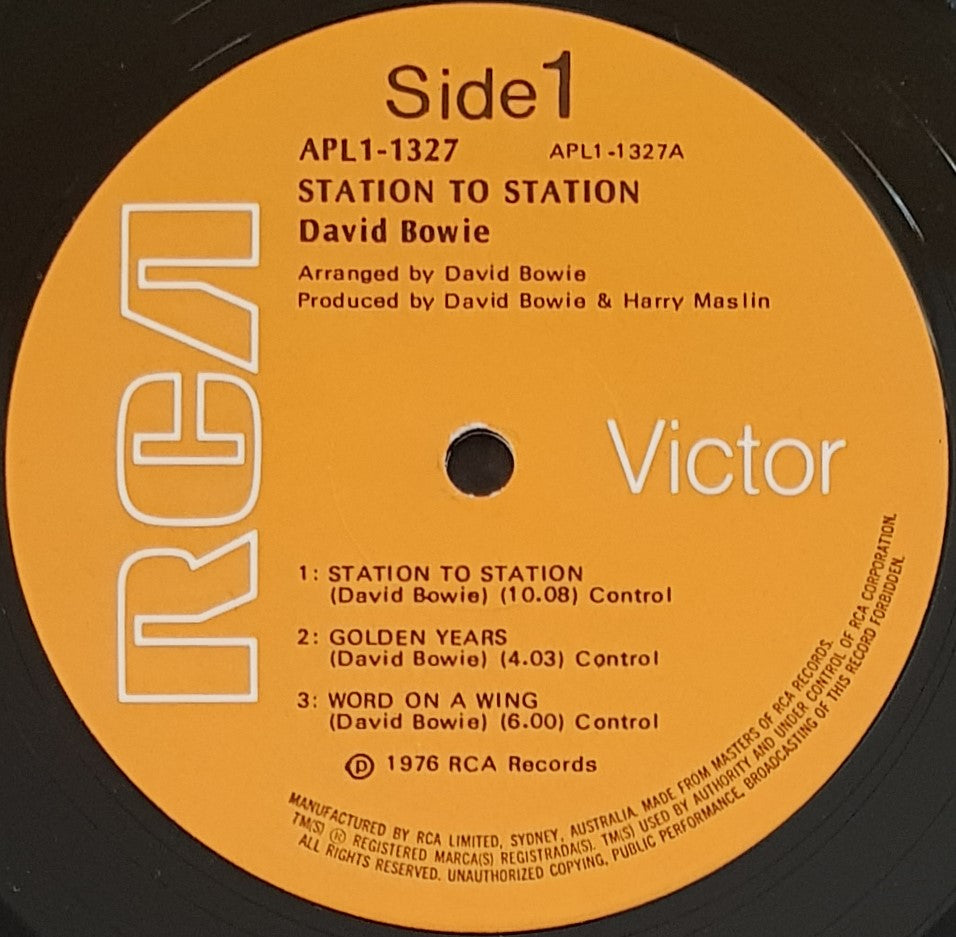 Side 1
APL1-1327 APL1-1327A
STATION TO STATION
David Bowie
Arranged by David Bowie
Produced by David Bowie & Harry Maslin
RCA
Victor
1: STATION TO STATION
(David Bowie) (10.08) Control
2: GOLDEN YEARS
(David Bowie) (4.03) Control
3: WORD ON A WING
(David Bowie) (6.00) Control
Ⓟ 1976 RCA Records
MANUFACTURED BY RCA LIMITED, SYDNEY, AUSTRALIA. MADE FROM MASTERS OF RCA RECORDS.
TM(S) ® REGISTERED MARCA(S) REGISTRADA(S). TM(S) USED BY AUTHORITY AND UNDER CONTROL OF RCA CORPORATION.
ALL RIGHTS RESERVED. UNAUTHORIZED COPYING, PUBLIC PERFORMANCE, BROADCASTING OF THIS RECORD FORBIDDEN.